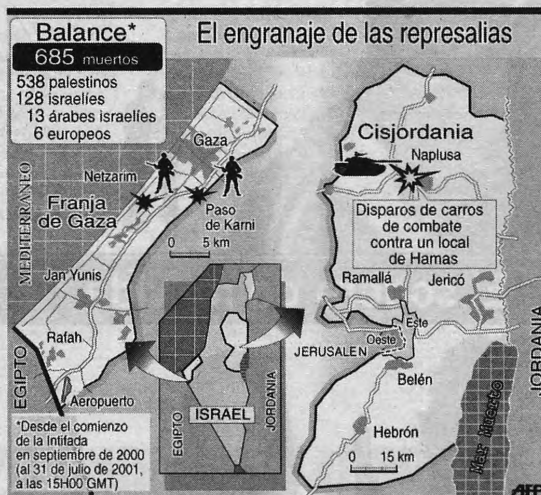 El engranaje de las represalias
Balance*
685 muertos
538 palestinos
128 israelíes
13 árabes israelíes
6 europeos
MEDITERRANEO
Gaza
Netzarim
Franja
de Gaza
Paso
de Karni
0 5 km
Jan Yunis
Rafah
EGIPTO
Aeropuerto
*Desde el comienzo
de la Intifada
en septiembre de 2000
(al 31 de julio de 2001,
a las 15H00 GMT)
ISRAEL
EGIPTO
JORDANIA
Cisjordania
Naplusa
Disparos de carros
de combate
contra un local
de Hamas
Ramallá
Jericó
Este
Oeste
JERUSALEN
Belén
Hebrón
0 15 km
Mar Muerto
JORDANIA
AFP